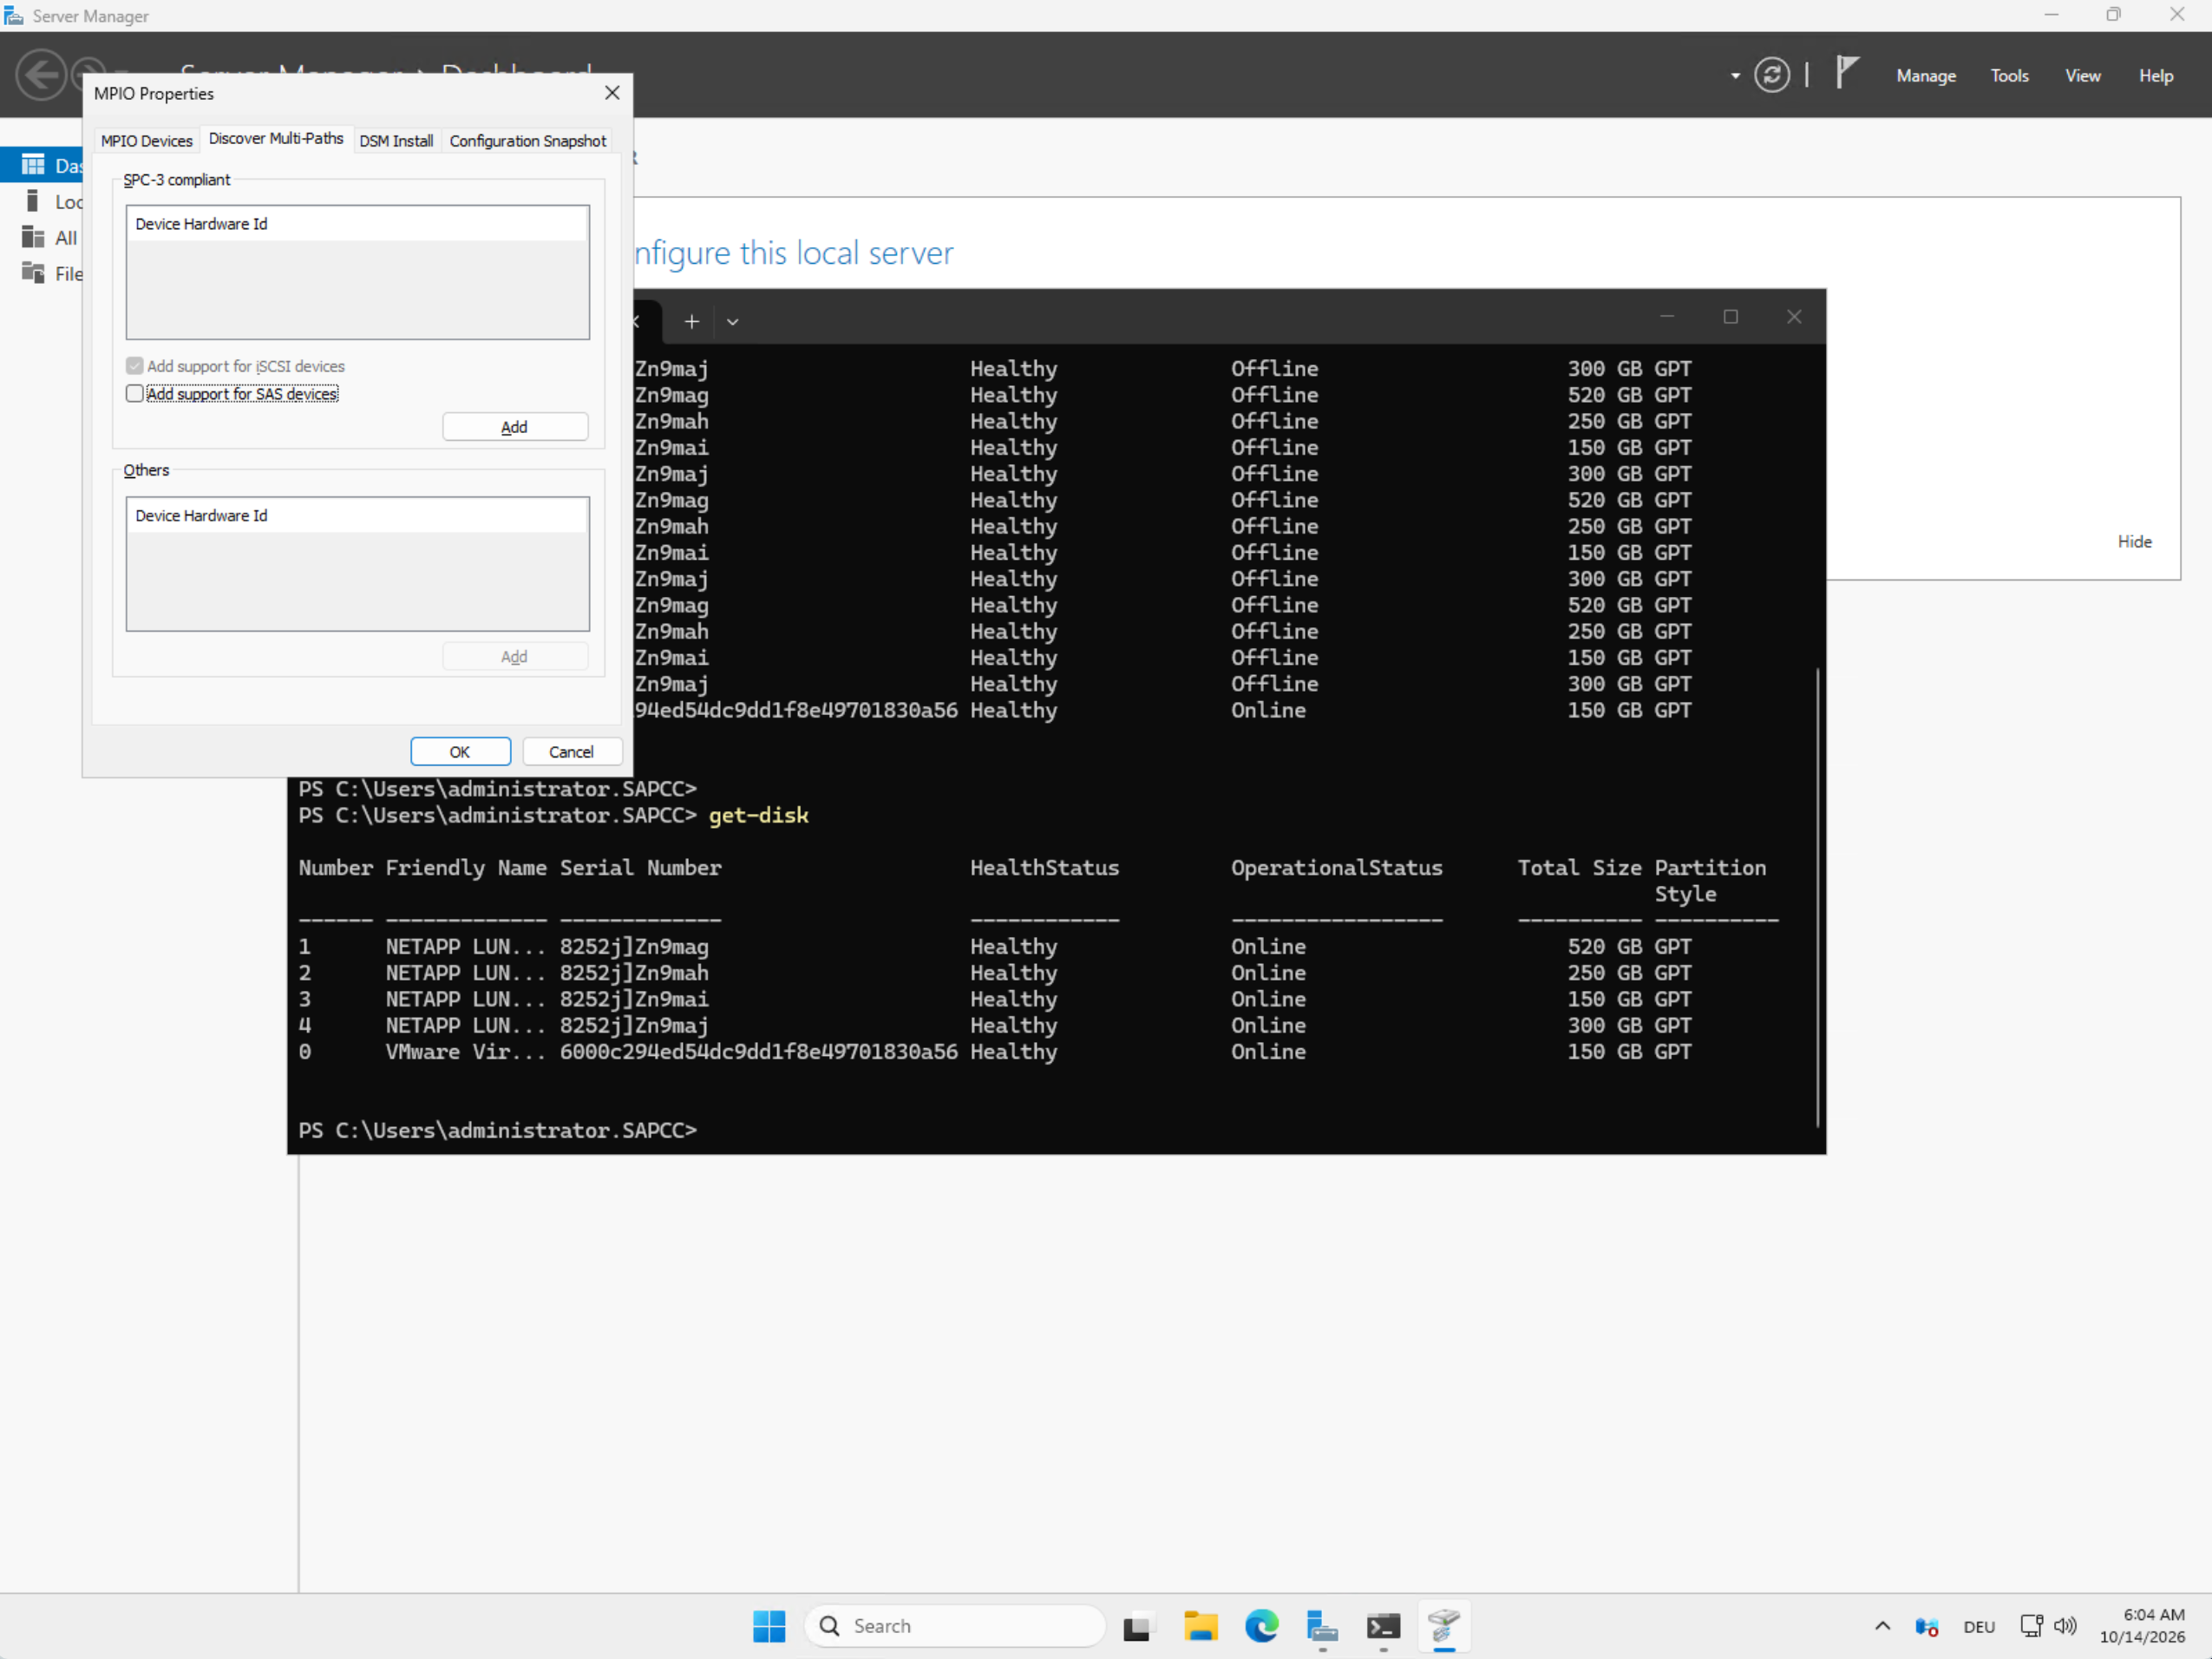 Server Manager
Manage
Tools
View
Help
MPIO Properties
MPIO Devices
Discover Multi-Paths
DSM Install
Configuration Snapshot
SPC-3 compliant
Device Hardware Id
Add support for iSCSI devices
Add support for SAS devices
Add
Others
Device Hardware Id
Add
OK
Cancel
Das
Loc
All
File
nfigure this local server
Hide
Zn9maj Healthy Offline 300 GB GPT
Zn9mag Healthy Offline 520 GB GPT
Zn9mah Healthy Offline 250 GB GPT
Zn9mai Healthy Offline 150 GB GPT
Zn9maj Healthy Offline 300 GB GPT
Zn9mag Healthy Offline 520 GB GPT
Zn9mah Healthy Offline 250 GB GPT
Zn9mai Healthy Offline 150 GB GPT
Zn9maj Healthy Offline 300 GB GPT
Zn9mag Healthy Offline 520 GB GPT
Zn9mah Healthy Offline 250 GB GPT
Zn9mai Healthy Offline 150 GB GPT
Zn9maj Healthy Offline 300 GB GPT
94ed54dc9dd1f8e49701830a56 Healthy Online 150 GB GPT
PS C:\Users\administrator.SAPCC>
PS C:\Users\administrator.SAPCC> get-disk
Number Friendly Name Serial Number HealthStatus OperationalStatus Total Size Partition
Style
------ ------------- ------------- ------------ ----------------- ---------- ----------
1 NETAPP LUN... 8252j]Zn9mag Healthy Online 520 GB GPT
2 NETAPP LUN... 8252j]Zn9mah Healthy Online 250 GB GPT
3 NETAPP LUN... 8252j]Zn9mai Healthy Online 150 GB GPT
4 NETAPP LUN... 8252j]Zn9maj Healthy Online 300 GB GPT
0 VMware Vir... 6000c294ed54dc9dd1f8e49701830a56 Healthy Online 150 GB GPT
PS C:\Users\administrator.SAPCC>
Search
DEU
6:04 AM
10/14/2026